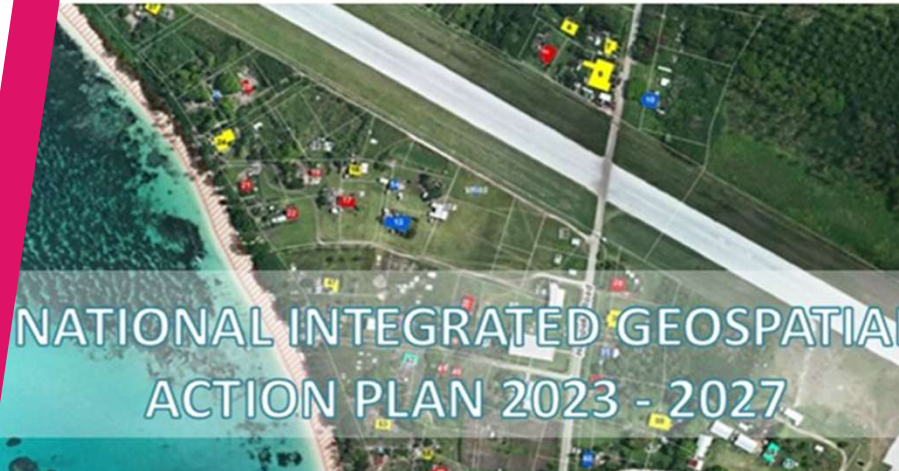 NATIONAL INTEGRATED GEOSPATIAL
ACTION PLAN 2023 - 2027